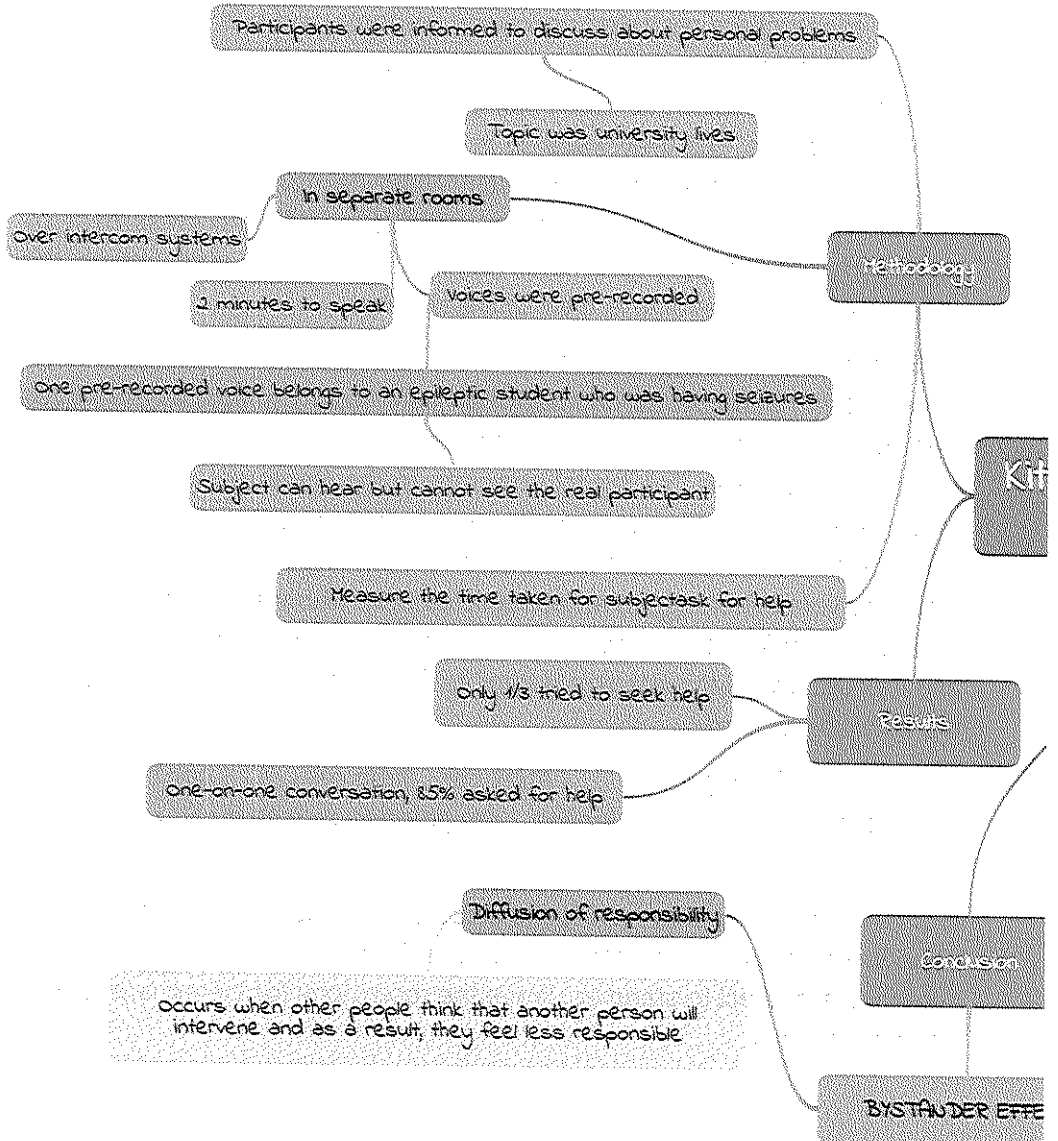 Participants were informed to discuss about personal problems
Topic was university lives
In separate rooms
Over intercom systems
Methodology
2 minutes to speak
Voices were pre-recorded
One pre-recorded voice belongs to an epileptic student who was having seizures
Kit
Subject can hear but cannot see the real participant
Measure the time taken for subjectask for help
Only 1/3 tried to seek help
Results
One-on-one conversation, 85% asked for help
Diffusion of responsibility
Conclusion
Occurs when other people think that another person will
intervene and as a result, they feel less responsible
BYSTANDER EFFE